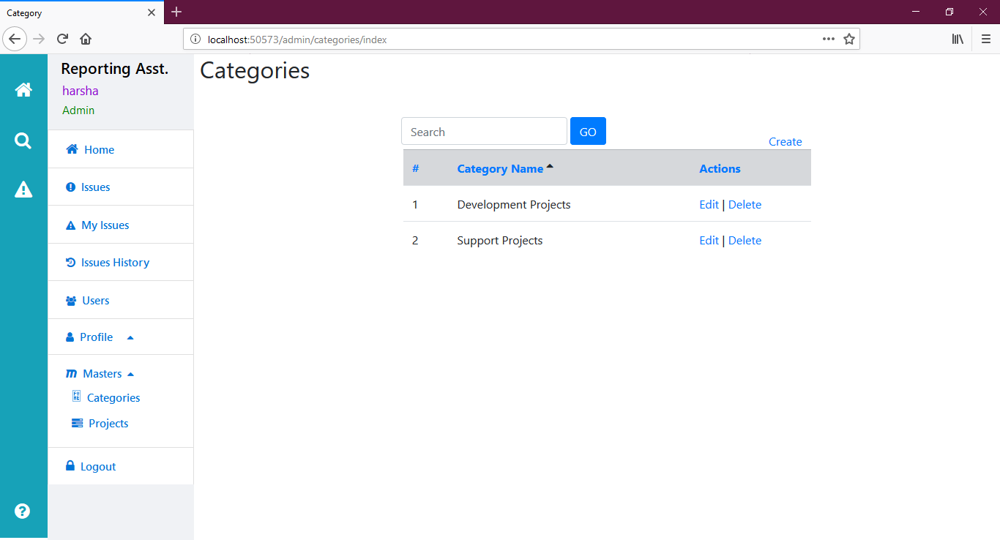 Category
localhost:50573/admin/categories/index
Reporting Asst.
harsha
Admin
Home
Issues
My Issues
Issues History
Users
Profile
Masters
Categories
Projects
Logout
Categories
Search GO
Create
# Category Name Actions
1 Development Projects Edit | Delete
2 Support Projects Edit | Delete